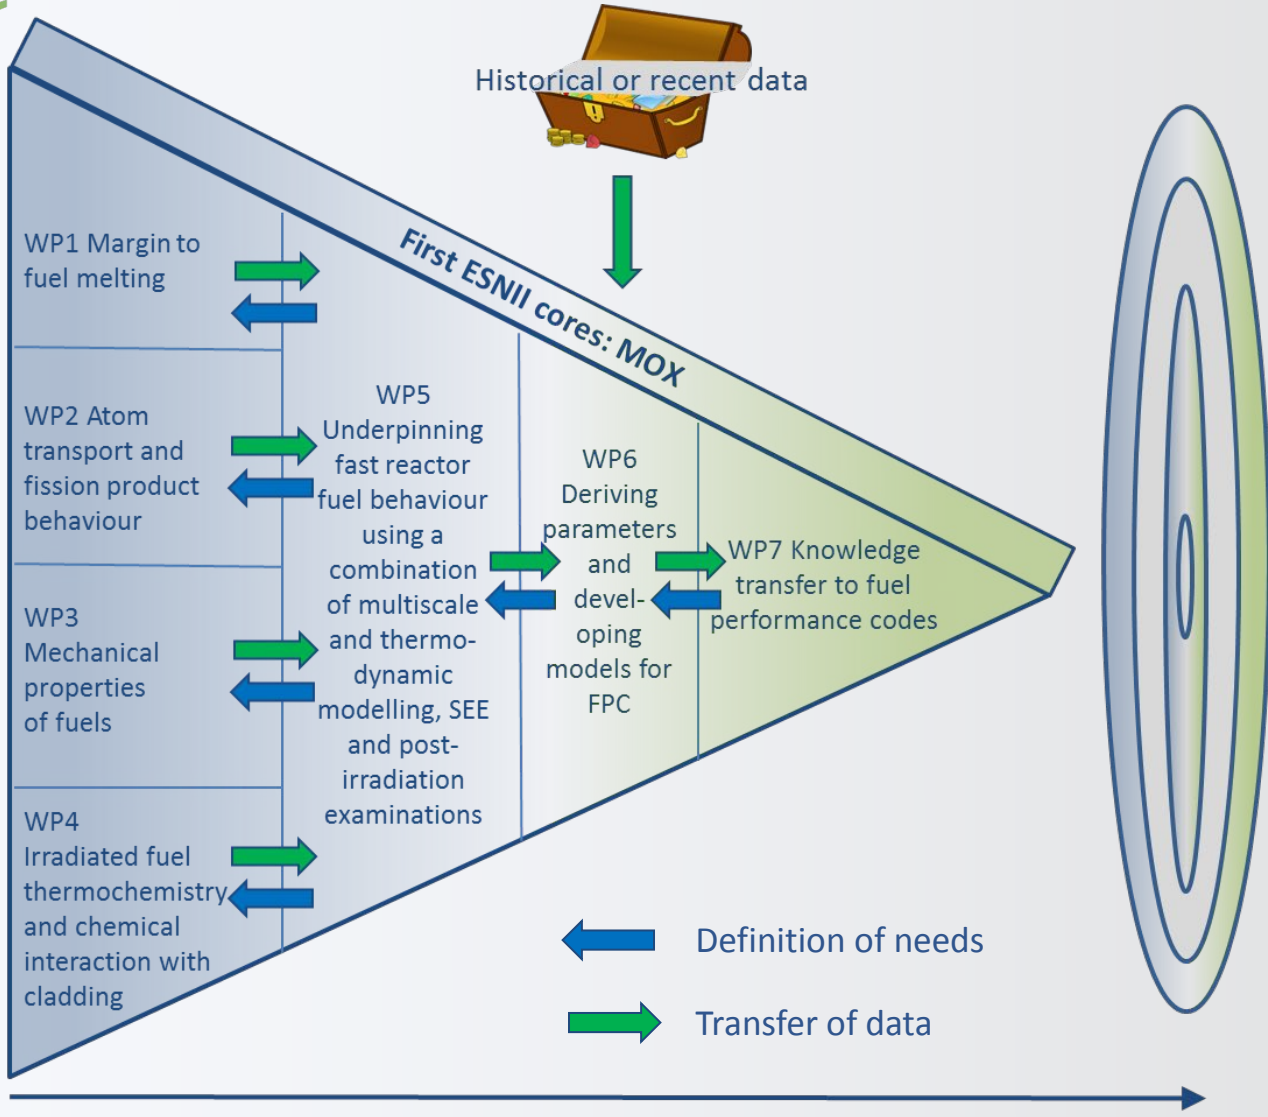 Historical or recent data
First ESNII cores: MOX
WP1 Margin to
fuel melting
WP2 Atom
transport and
fission product
behaviour
WP3
Mechanical
properties
of fuels
WP4
Irradiated fuel
thermochemistry
and chemical
interaction with
cladding
WP5
Underpinning
fast reactor
fuel behaviour
using a
combination
of multiscale
and thermo-
dynamic
modelling, SEE
and post-
irradiation
examinations
WP6
Deriving
parameters
and
devel-
oping
models for
FPC
WP7 Knowledge
transfer to fuel
performance codes
Definition of needs
Transfer of data